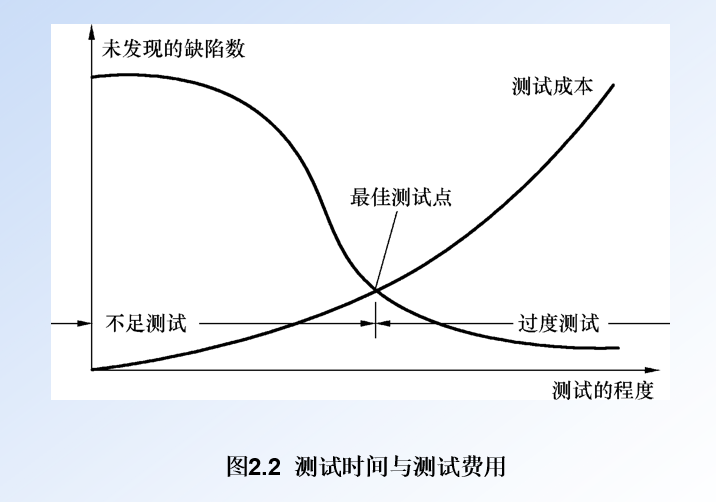 未发现的缺陷数
测试成本
最佳测试点
不足测试
过度测试
测试的程度
图2.2 测试时间与测试费用